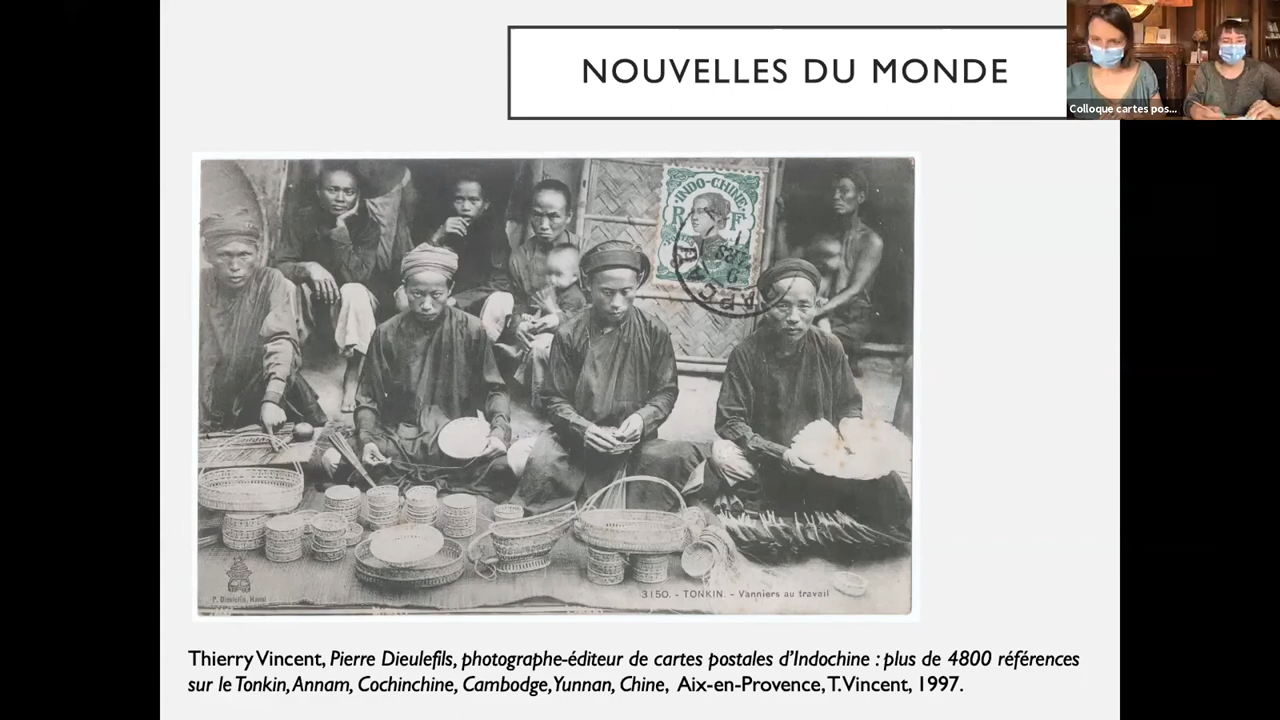 NOUVELLES DU MONDE
Colloque cartes pos...
INDO-CHINE
R F
P. Dieulefils, Hanoi
3150. - TONKIN. - Vanniers au travail
Thierry Vincent, Pierre Dieulefils, photographe-éditeur de cartes postales d'Indochine : plus de 4800 références
sur le Tonkin, Annam, Cochinchine, Cambodge, Yunnan, Chine, Aix-en-Provence, T. Vincent, 1997.